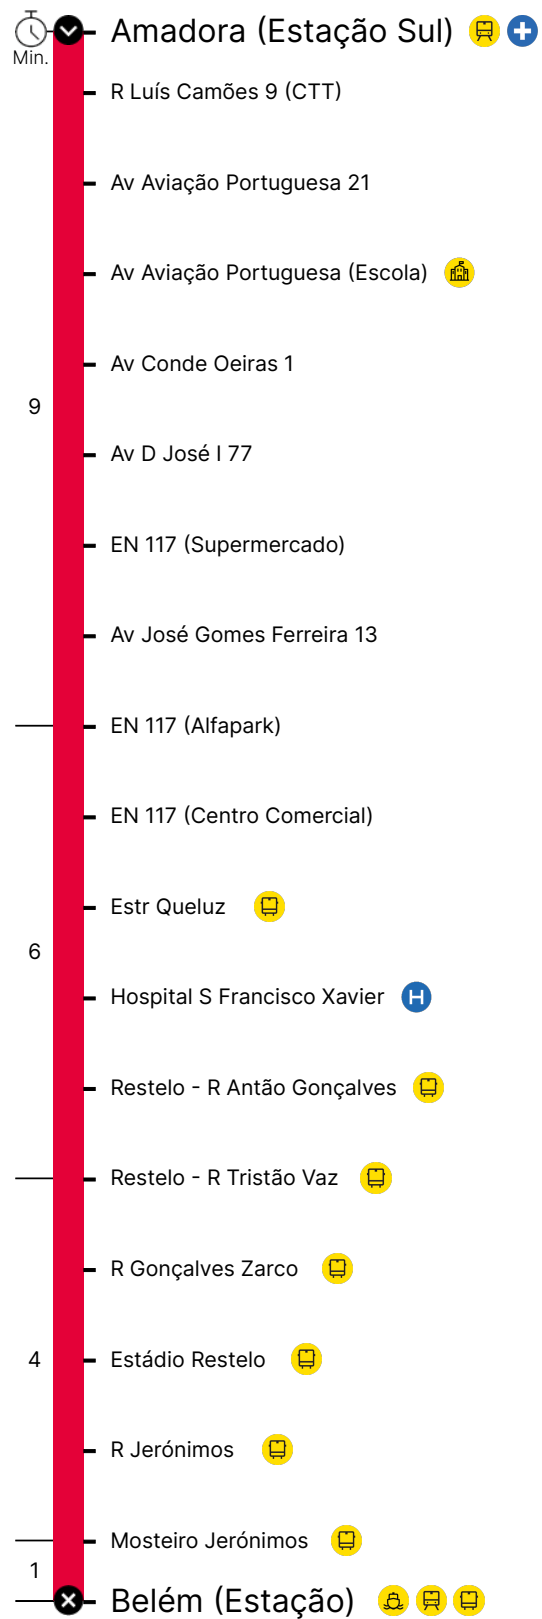 Amadora (Estação Sul)
Min.
R Luís Camões 9 (CTT)
Av Aviação Portuguesa 21
Av Aviação Portuguesa (Escola)
Av Conde Oeiras 1
9
Av D José I 77
EN 117 (Supermercado)
Av José Gomes Ferreira 13
EN 117 (Alfapark)
EN 117 (Centro Comercial)
Estr Queluz
6
Hospital S Francisco Xavier H
Restelo - R Antão Gonçalves
Restelo - R Tristão Vaz
R Gonçalves Zarco
4 Estádio Restelo
R Jerónimos
Mosteiro Jerónimos
1
Belém (Estação)